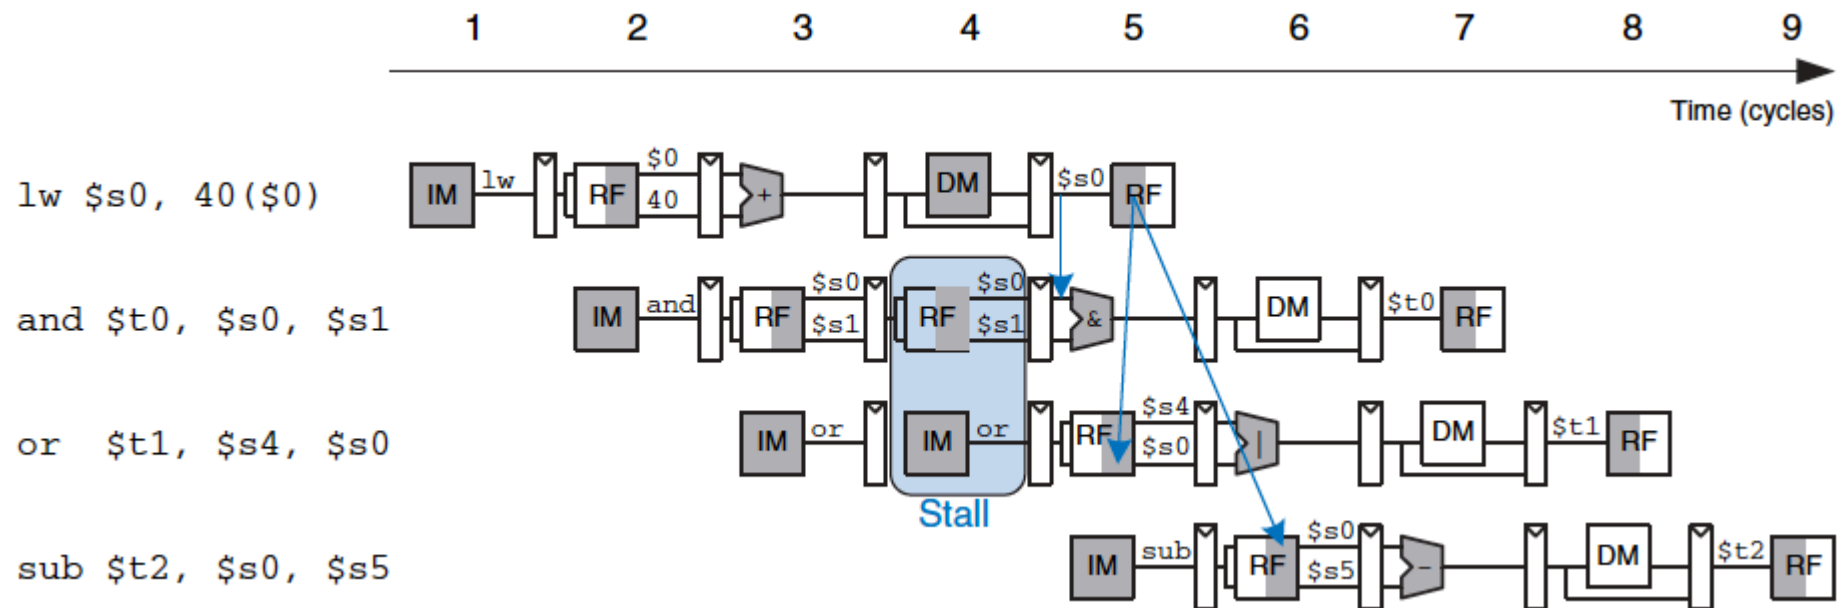 1 2 3 4 5 6 7 8 9
Time (cycles)
lw $s0, 40($0) IM lw RF $0 40 + DM $s0 RF
and $t0, $s0, $s1 IM and RF $s0 $s1 RF $s0 $s1 & DM $t0 RF
or $t1, $s4, $s0 IM or IM or RF $s4 $s0 | DM $t1 RF
Stall
sub $t2, $s0, $s5 IM sub RF $s0 $s5 - DM $t2 RF